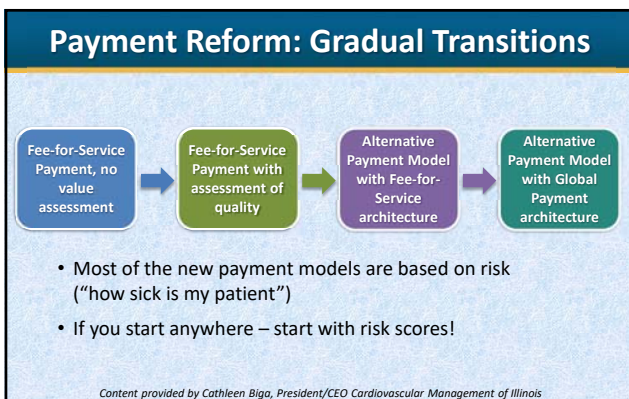 Payment Reform: Gradual Transitions
Fee-for-Service
Payment, no
value
assessment
Fee-for-Service
Payment with
assessment of
quality
Alternative
Payment Model
with Fee-for-
Service
architecture
Alternative
Payment Model
with Global
Payment
architecture
• Most of the new payment models are based on risk
(“how sick is my patient”)
• If you start anywhere – start with risk scores!
Content provided by Cathleen Biga, President/CEO Cardiovascular Management of Illinois